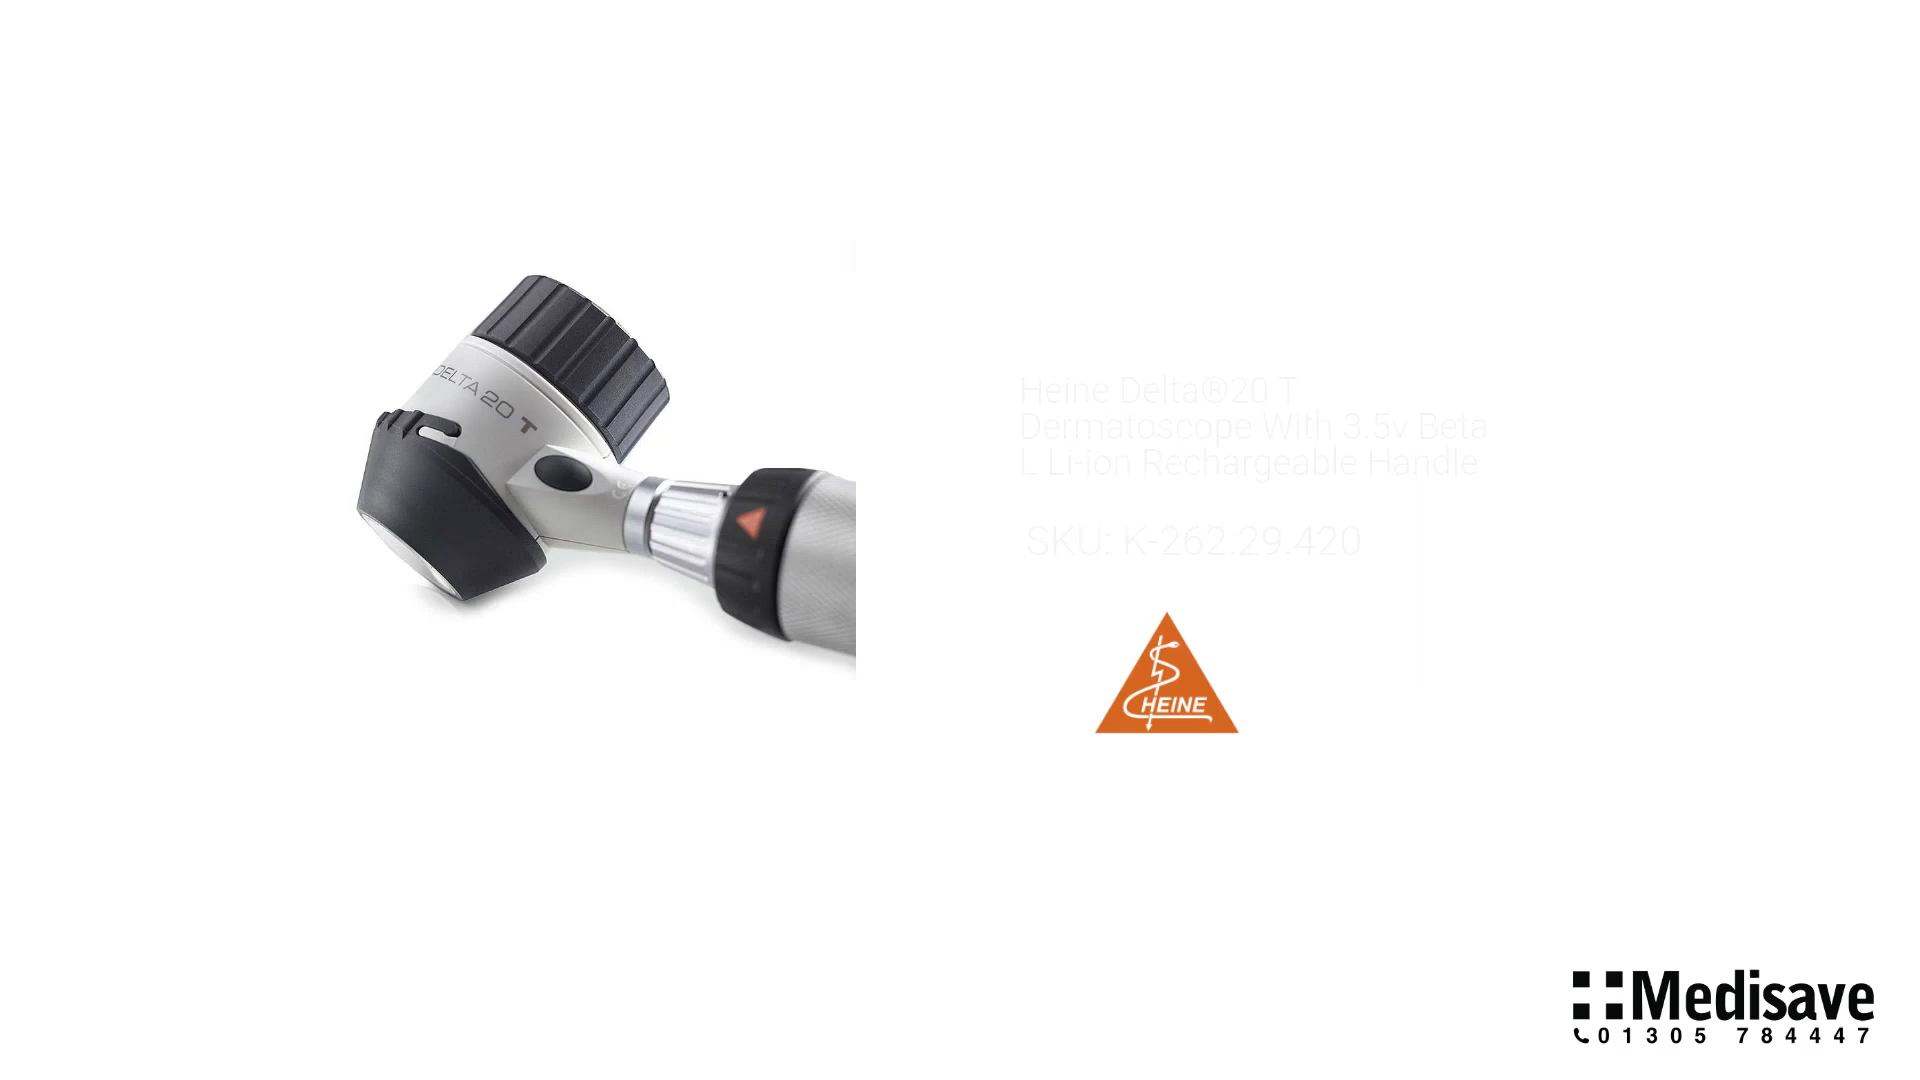 DELTA 20 T
Heine Delta®20 T
Dermatoscope With 3.5v Beta
L Li-ion Rechargeable Handle
SKU: K-262.29.420
HEINE
Medisave
01305 784447